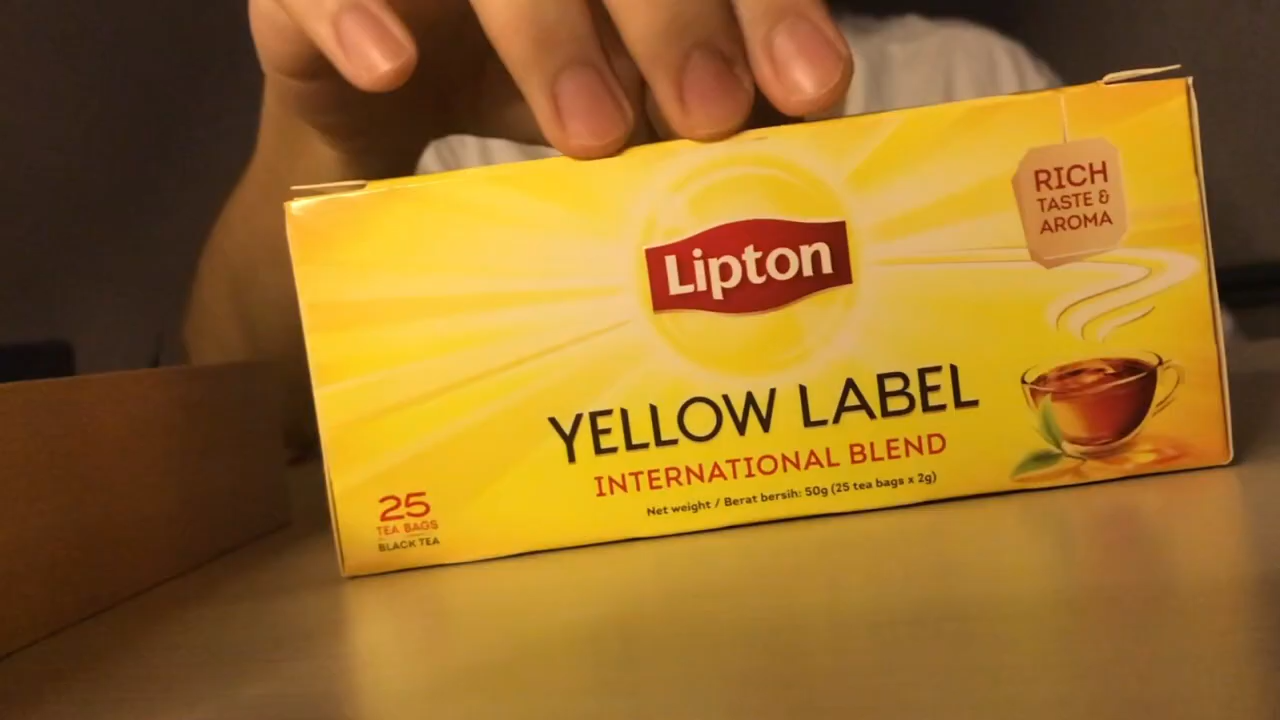 Lipton
RICH
TASTE &
AROMA
YELLOW LABEL
INTERNATIONAL BLEND
Net weight / Berat bersih: 50g (25 tea bags x 2g)
25
TEA BAGS
BLACK TEA